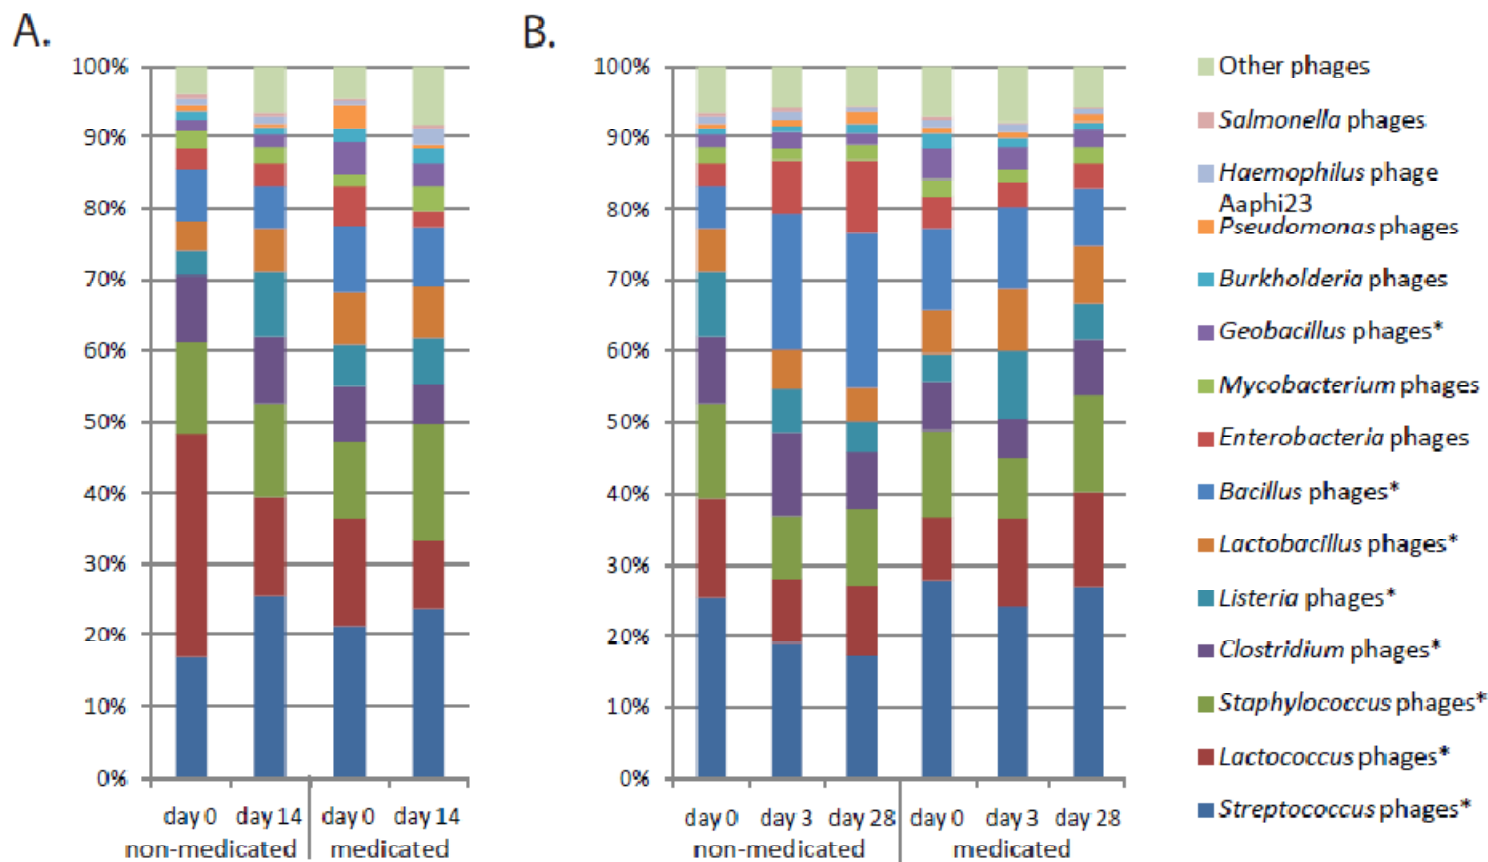 A.
100%
90%
80%
70%
60%
50%
40%
30%
20%
10%
0%
day 0 day 14 day 0 day 14
non-medicated medicated
B.
100%
90%
80%
70%
60%
50%
40%
30%
20%
10%
0%
day 0 day 3 day 28 day 0 day 3 day 28
non-medicated medicated
Other phages
Salmonella phages
Haemophilus phage
Aaphi23
Pseudomonas phages
Burkholderia phages
Geobacillus phages*
Mycobacterium phages
Enterobacteria phages
Bacillus phages*
Lactobacillus phages*
Listeria phages*
Clostridium phages*
Staphylococcus phages*
Lactococcus phages*
Streptococcus phages*